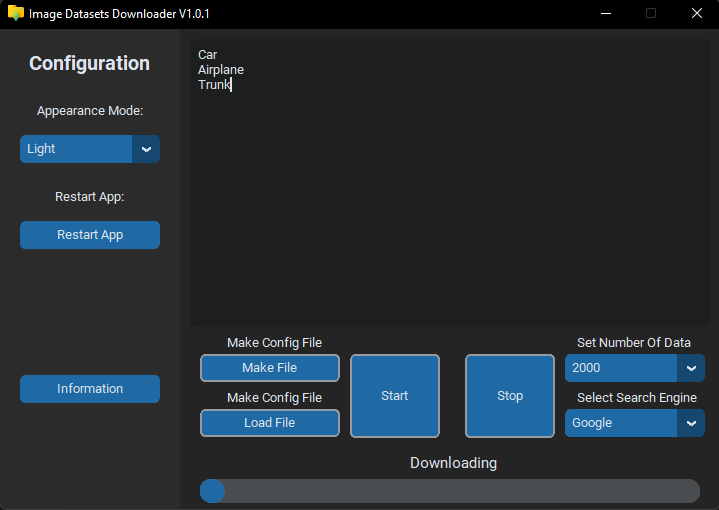 Image Datasets Downloader V1.0.1
Configuration
Appearance Mode:
Light
Restart App:
Restart App
Information
Car
Airplane
Trunk
Make Config File
Make File
Make Config File
Load File
Start
Stop
Set Number Of Data
2000
Select Search Engine
Google
Downloading